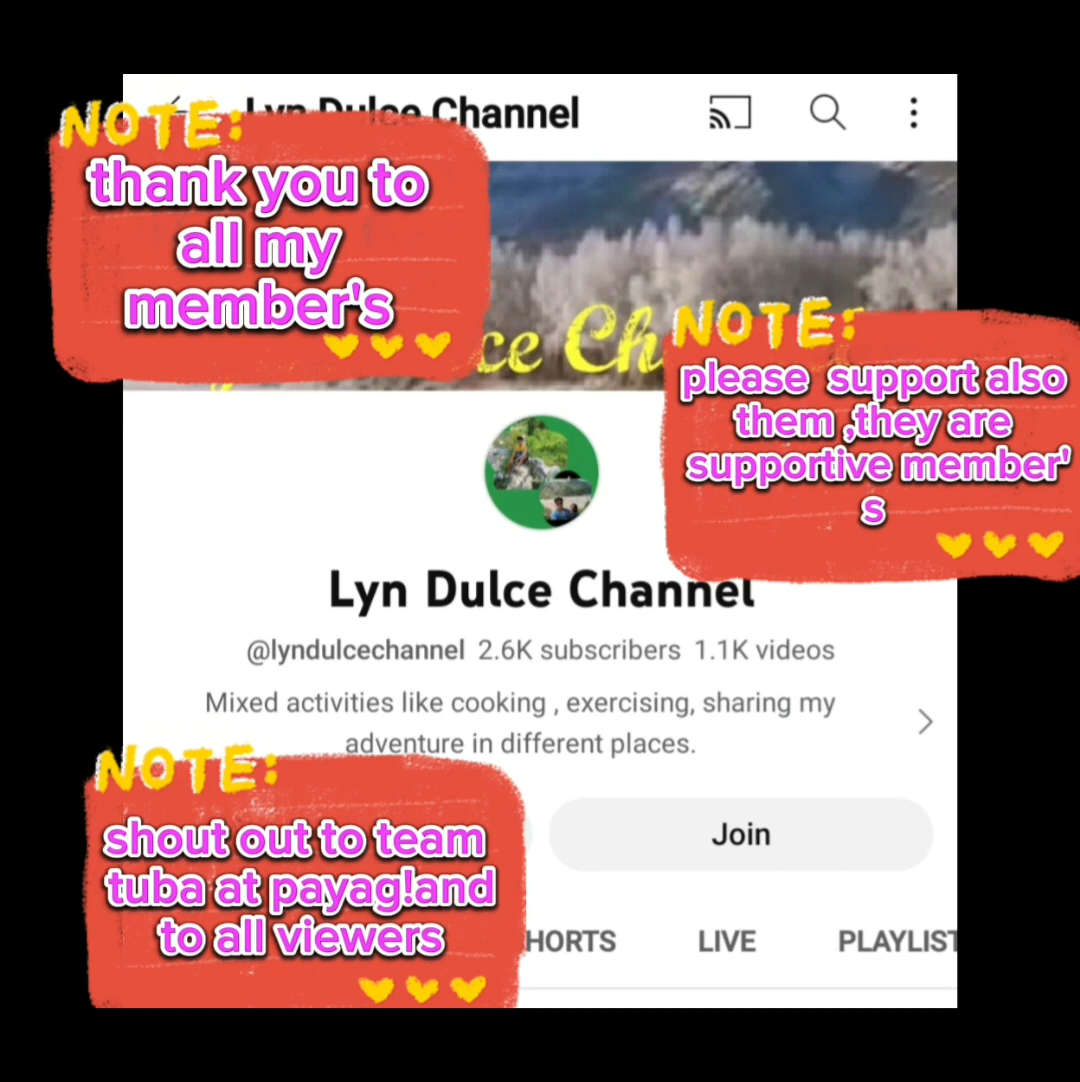 Lyn Dulce Channel
NOTE:
thank you to
all my
member's
ce Ch
NOTE:
please support also
them ,they are
supportive member'
s
Lyn Dulce Channel
@lyndulcechannel 2.6K subscribers 1.1K videos
Mixed activities like cooking , exercising, sharing my
adventure in different places.
NOTE:
shout out to team
tuba at payag!and
to all viewers
Join
HORTS LIVE PLAYLIST